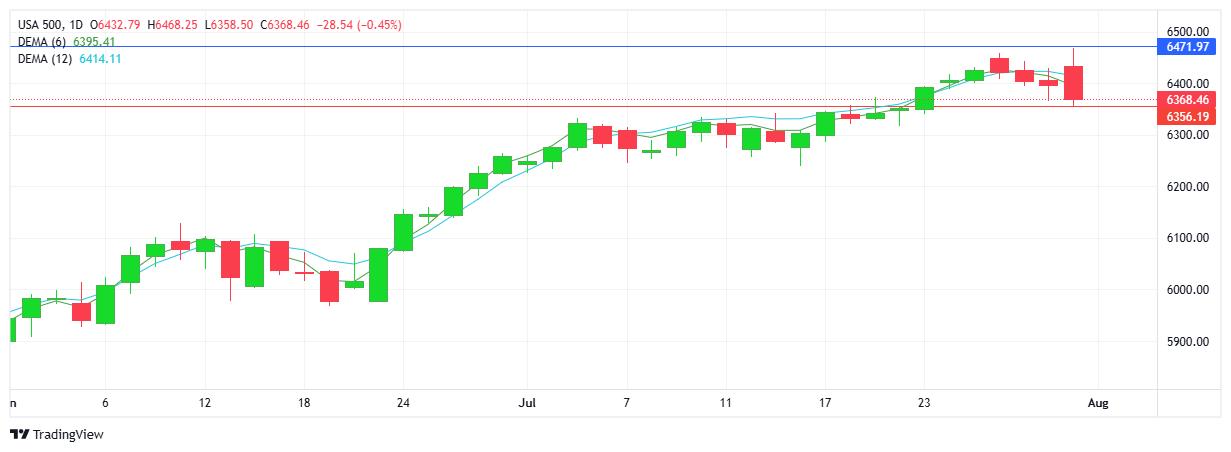 USA 500, 1D O6432.79 H6468.25 L6358.50 C6368.46 −28.54 (−0.45%)
DEMA (6) 6395.41
DEMA (12) 6414.11
6500.00
6471.97
6400.00
6368.46
6356.19
6300.00
6200.00
6100.00
6000.00
5900.00
n 6 12 18 24 Jul 7 11 17 23 Aug
TradingView